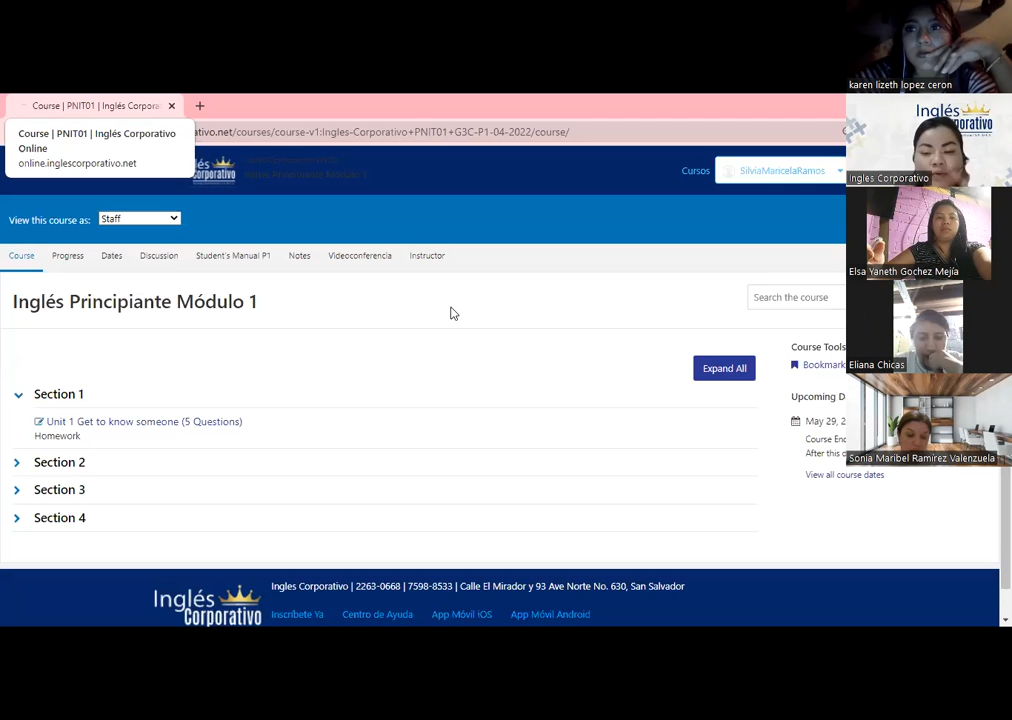 karen lizeth lopez ceron
Course | PNIT01 | Inglés Corpora
Course | PNIT01 | Inglés Corporativo
Online
online.inglescorporativo.net
ativo.net/courses/course-v1:Ingles-Corporativo+PNIT01+G3C-P1-04-2022/course/
Inglés
Corporativo
Ingles Corporativo
Cursos
SilviaMaricelaRamos
View this course as:
Staff
Elsa Yaneth Gochez Mejía
Course
Progress
Dates
Discussion
Student's Manual P1
Notes
Videoconferencia
Instructor
Inglés Principiante Módulo 1
Search the course
Course Tools
Bookmark
Eliana Chicas
Expand All
Section 1
Unit 1 Get to know someone (5 Questions)
Homework
Upcoming D
May 29, 2
Course End
After this c
View all course dates
Sonia Maribel Ramírez Valenzuela
Section 2
Section 3
Section 4
Inglés
Corporativo
Ingles Corporativo | 2263-0668 | 7598-8533 | Calle El Mirador y 93 Ave Norte No. 630, San Salvador
Inscríbete Ya
Centro de Ayuda
App Móvil iOS
App Móvil Android